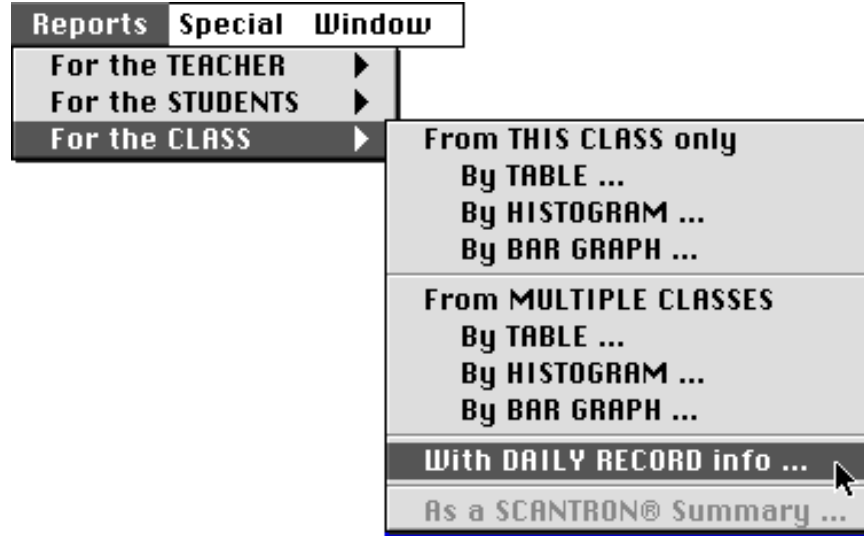 Reports Special Window
For the TEACHER
For the STUDENTS
For the CLASS
From THIS CLASS only
By TABLE ...
By HISTOGRAM ...
By BAR GRAPH ...
From MULTIPLE CLASSES
By TABLE ...
By HISTOGRAM ...
By BAR GRAPH ...
With DAILY RECORD info ...
As a SCANTRON® Summary ...